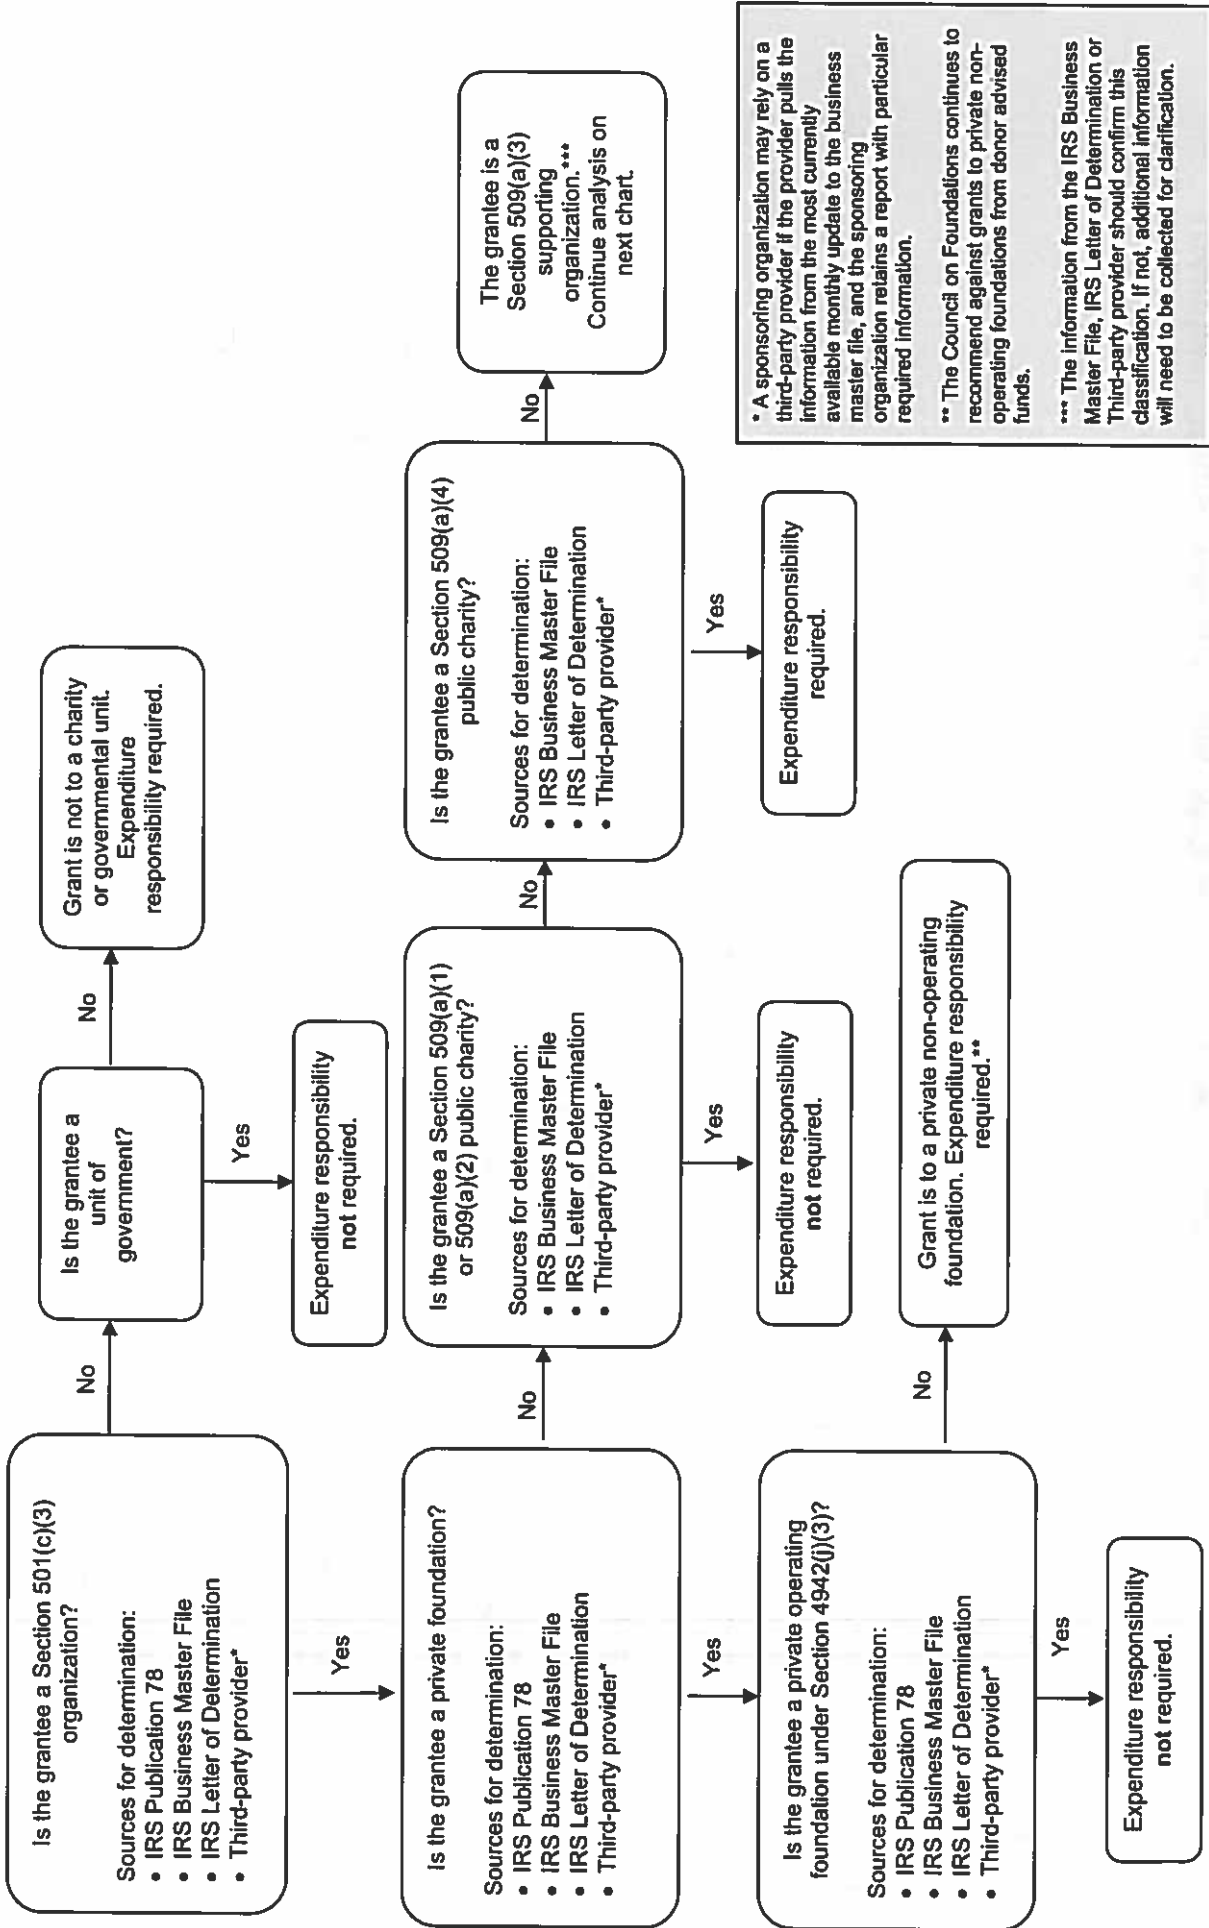 Is the grantee a Section 501(c)(3)
organization?
Sources for determination:
• IRS Publication 78
• IRS Business Master File
• IRS Letter of Determination
• Third-party provider*
No
Is the grantee a
unit of
government?
No
Grant is not to a charity
or governmental unit.
Expenditure
responsibility required.
Yes
Expenditure responsibility
not required.
Yes
Is the grantee a private foundation?
Sources for determination:
• IRS Publication 78
• IRS Business Master File
• IRS Letter of Determination
• Third-party provider*
No
Is the grantee a Section 509(a)(1)
or 509(a)(2) public charity?
Sources for determination:
• IRS Business Master File
• IRS Letter of Determination
• Third-party provider*
No
Is the grantee a Section 509(a)(4)
public charity?
Sources for determination:
• IRS Business Master File
• IRS Letter of Determination
• Third-party provider*
No
The grantee is a
Section 509(a)(3)
supporting
organization.***
Continue analysis on
next chart.
Yes
Expenditure responsibility
not required.
Yes
Expenditure responsibility
required.
Yes
Is the grantee a private operating
foundation under Section 4942(j)(3)?
Sources for determination:
• IRS Publication 78
• IRS Business Master File
• IRS Letter of Determination
• Third-party provider*
No
Grant is to a private non-operating
foundation. Expenditure responsibility
required.**
Yes
Expenditure responsibility
not required.
* A sponsoring organization may rely on a
third-party provider if the provider pulls the
information from the most currently
available monthly update to the business
master file, and the sponsoring
organization retains a report with particular
required information.
** The Council on Foundations continues to
recommend against grants to private non-
operating foundations from donor advised
funds.
*** The information from the IRS Business
Master File, IRS Letter of Determination or
Third-party provider should confirm this
classification. If not, additional information
will need to be collected for clarification.